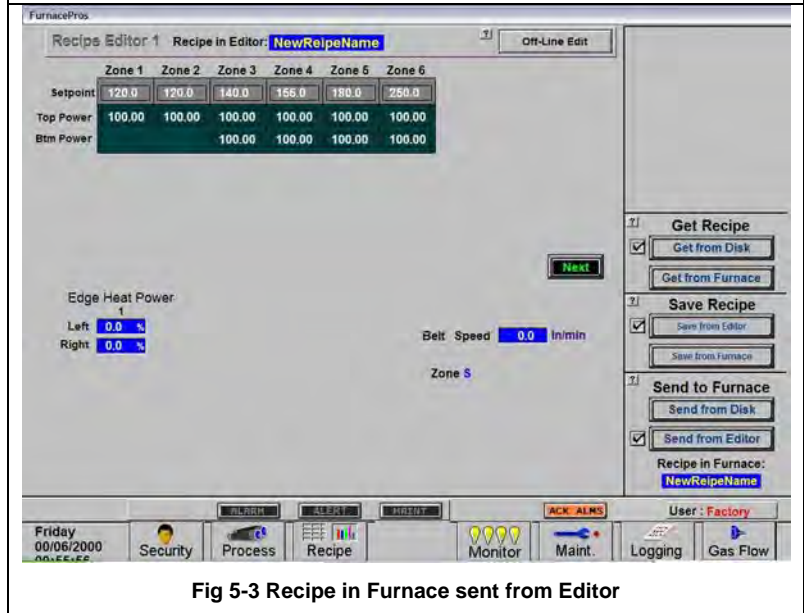 FurnacePros
Recipe Editor 1 Recipe in Editor: NewReipeName ?| Off-Line Edit
Zone 1 Zone 2 Zone 3 Zone 4 Zone 5 Zone 6
Setpoint 120.0 120.0 140.0 155.0 180.0 250.0
Top Power 100.00 100.00 100.00 100.00 100.00 100.00
Btm Power 100.00 100.00 100.00 100.00
?| Get Recipe
Get from Disk
Next
Get from Furnace
Edge Heat Power
1
Left 0.0 %
Right 0.0 %
Belt Speed 0.0 In/min
Zone S
?| Save Recipe
Save from Editor
Save from Furnace
?| Send to Furnace
Send from Disk
Send from Editor
Recipe in Furnace:
NewReipeName
ALARM ALERT MAINT ACK ALMS User : Factory
Friday
00/06/2000
Security Process Recipe Monitor Maint. Logging Gas Flow
Fig 5-3 Recipe in Furnace sent from Editor